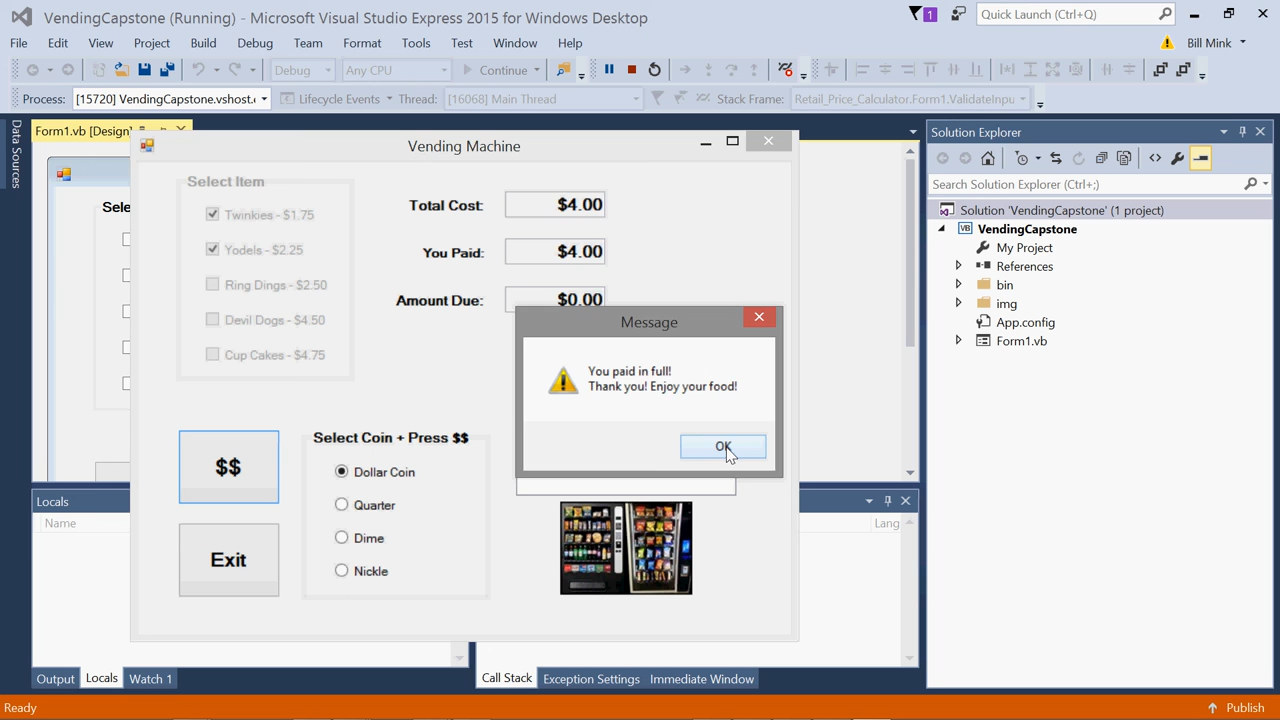 VendingCapstone (Running) - Microsoft Visual Studio Express 2015 for Windows Desktop
1
Quick Launch (Ctrl+Q)
File Edit View Project Build Debug Team Format Tools Test Window Help
Bill Mink
Debug Any CPU Continue
Process: [15720] VendingCapstone.vshost. Lifecycle Events Thread: [16068] Main Thread Stack Frame: Retail_Price_Calculator.Form1.ValidateInpu
Data Sources
Form1.vb [Design]
Vending Machine
Selec
Select Item
Twinkies - $1.75
Yodels - $2.25
Ring Dings - $2.50
Devil Dogs - $4.50
Cup Cakes - $4.75
Total Cost: $4.00
You Paid: $4.00
Amount Due: $0.00
Message
You paid in full!
Thank you! Enjoy your food!
OK
$$
Exit
Select Coin + Press $$
Dollar Coin
Quarter
Dime
Nickle
Solution Explorer
Search Solution Explorer (Ctrl+;)
Solution 'VendingCapstone' (1 project)
VB VendingCapstone
My Project
References
bin
img
App.config
Form1.vb
Locals
Name
Lang
Output Locals Watch 1
Call Stack Exception Settings Immediate Window
Ready
Publish